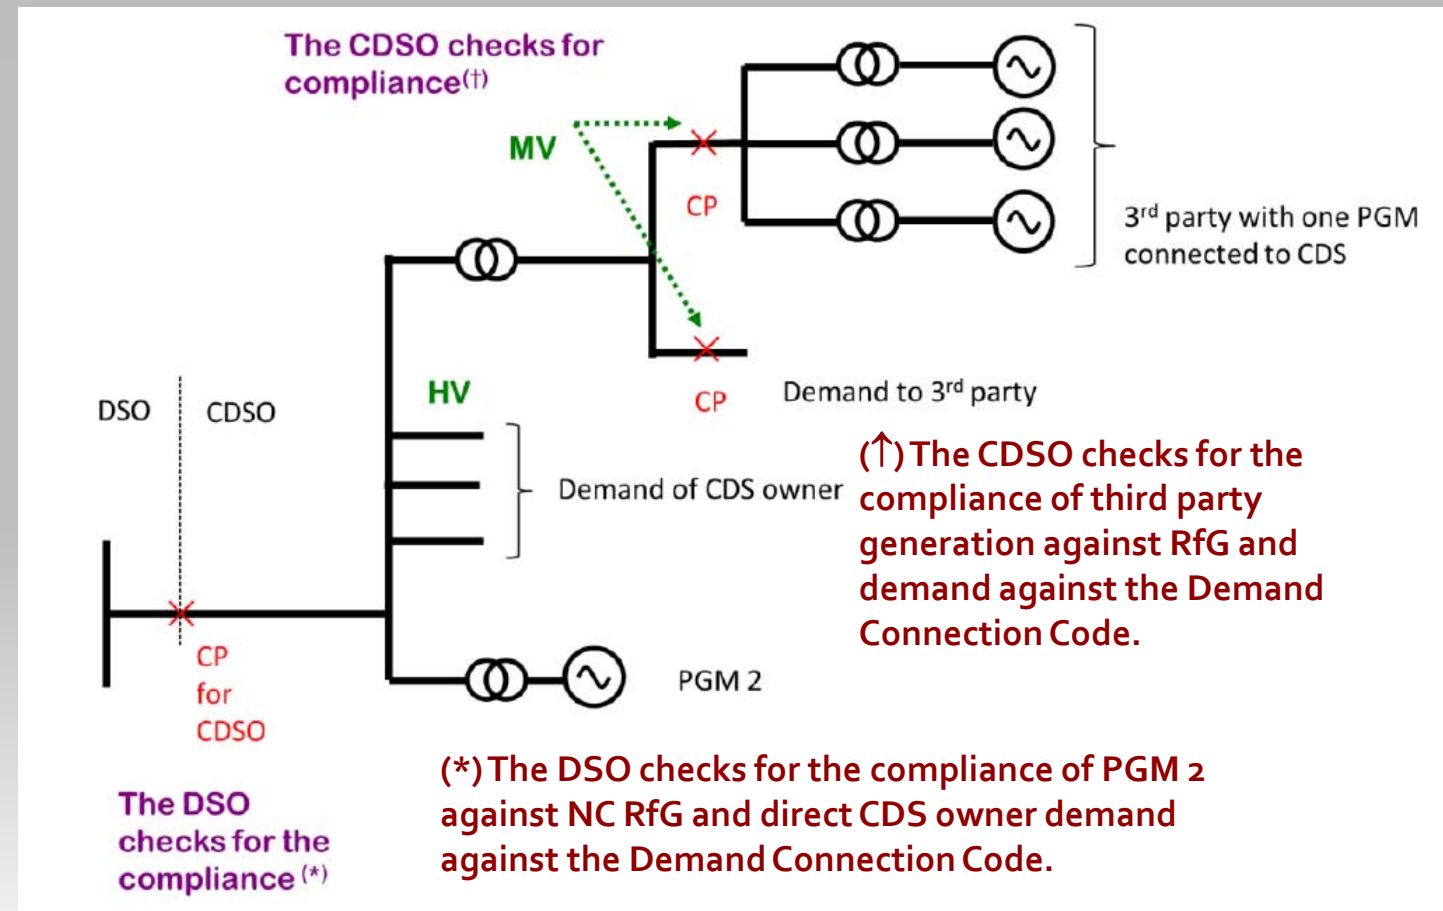 The CDSO checks for
compliance(†)
MV
CP
3rd party with one PGM
connected to CDS
CP
Demand to 3rd party
HV
DSO
CDSO
Demand of CDS owner
(↑) The CDSO checks for the
compliance of third party
generation against RfG and
demand against the Demand
Connection Code.
CP
for
CDSO
PGM 2
The DSO
checks for the
compliance (*)
(*) The DSO checks for the compliance of PGM 2
against NC RfG and direct CDS owner demand
against the Demand Connection Code.